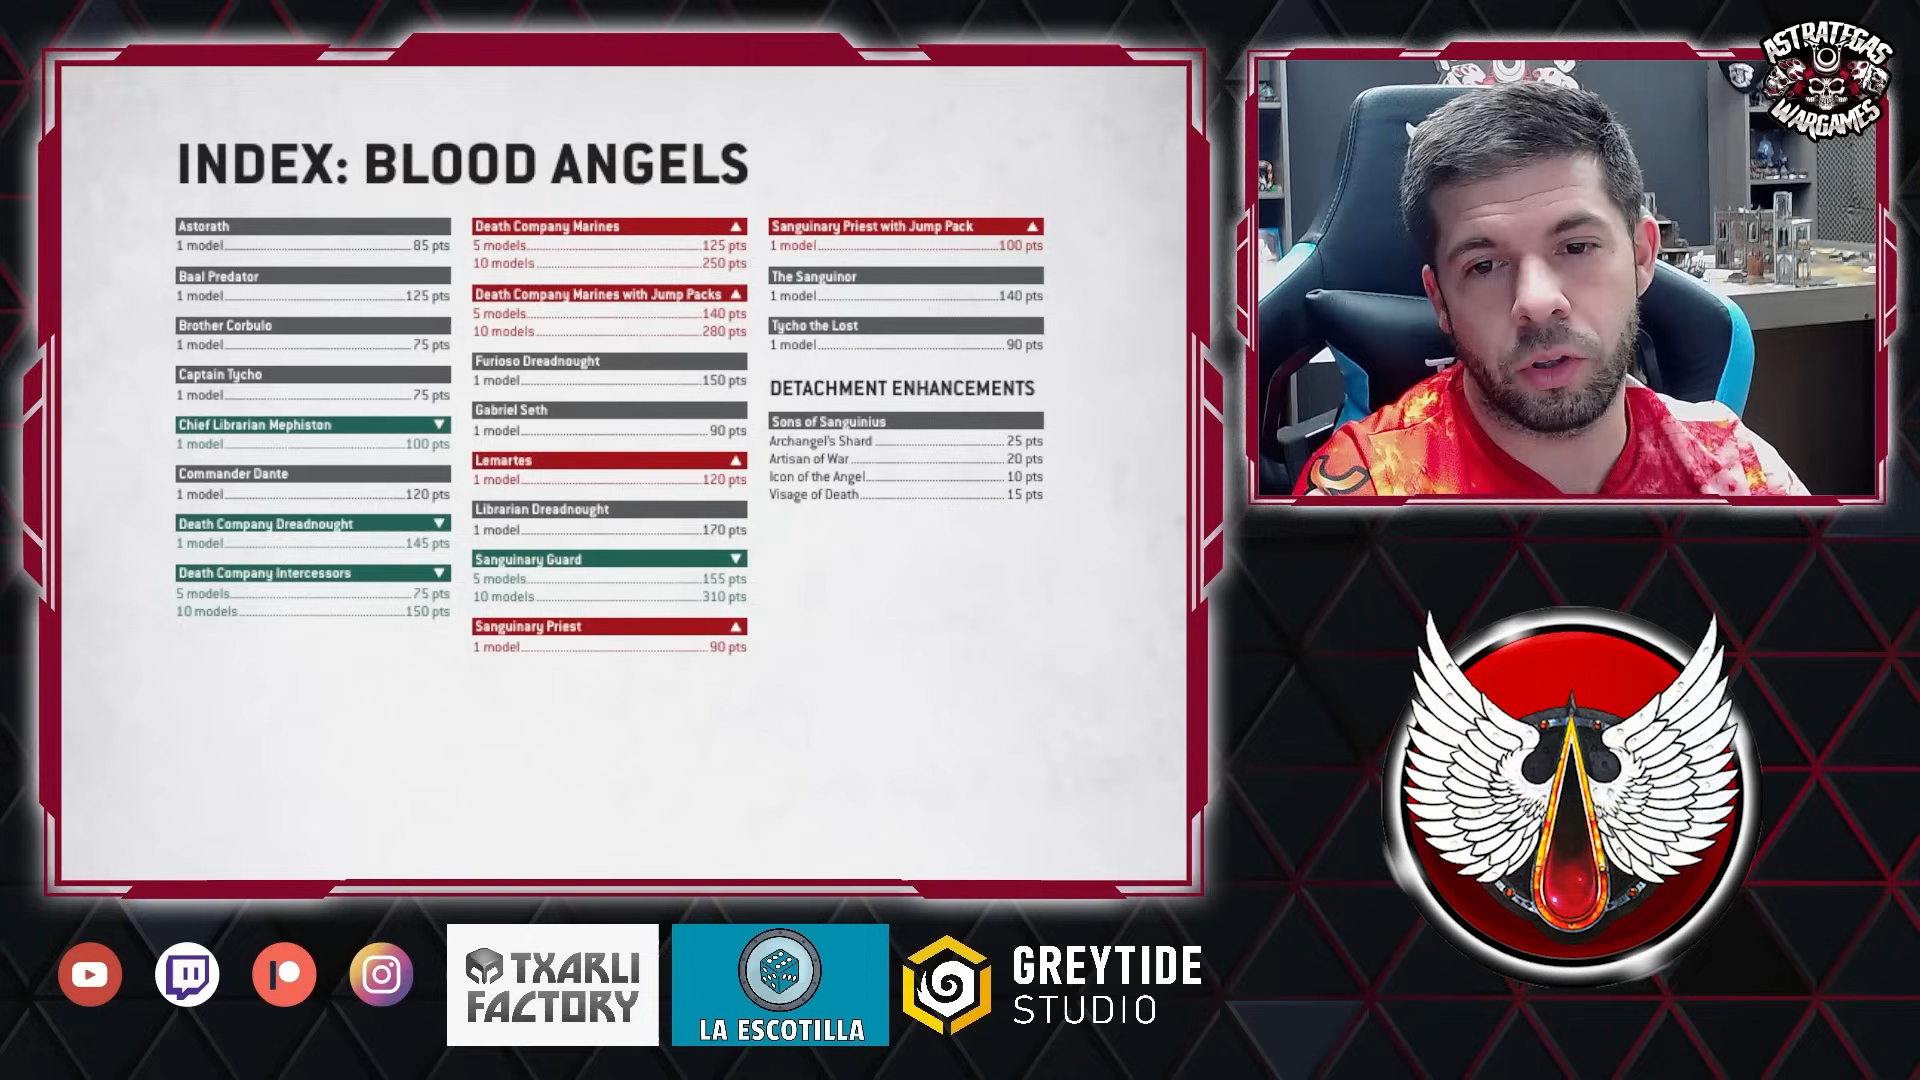 INDEX: BLOOD ANGELS
Astorath
1 model 85 pts
Baal Predator
1 model 125 pts
Brother Corbulo
1 model 75 pts
Captain Tycho
1 model 75 pts
Chief Librarian Mephiston
1 model 100 pts
Commander Dante
1 model 120 pts
Death Company Dreadnought
1 model 145 pts
Death Company Intercessors
5 models 75 pts
10 models 150 pts
Death Company Marines
5 models 125 pts
10 models 250 pts
Death Company Marines with Jump Packs
5 models 140 pts
10 models 280 pts
Furioso Dreadnought
1 model 150 pts
Gabriel Seth
1 model 90 pts
Lemartes
1 model 120 pts
Librarian Dreadnought
1 model 170 pts
Sanguinary Guard
5 models 155 pts
10 models 310 pts
Sanguinary Priest
1 model 90 pts
Sanguinary Priest with Jump Pack
1 model 100 pts
The Sanguinor
1 model 140 pts
Tycho the Lost
1 model 90 pts
DETACHMENT ENHANCEMENTS
Sons of Sanguinius
Archangel's Shard 25 pts
Artisan of War 20 pts
Icon of the Angel 10 pts
Visage of Death 15 pts
ASTRATEGAS
WARGAMES
TXARLI
FACTORY
LA ESCOTILLA
GREYTIDE
STUDIO